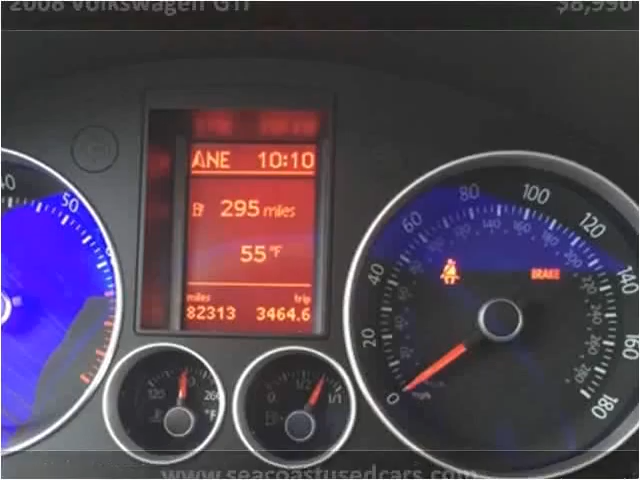 2008 Volkswagen GTI
$8,996
ANE 10:10
295 miles
55°F
miles trip
82313 3464.6
40 50
0 20 40 60 80 100 120 140 160 180
mph
120 260
°F
0 1/2 1/1
BRAKE
www.seacoastusedcars.com